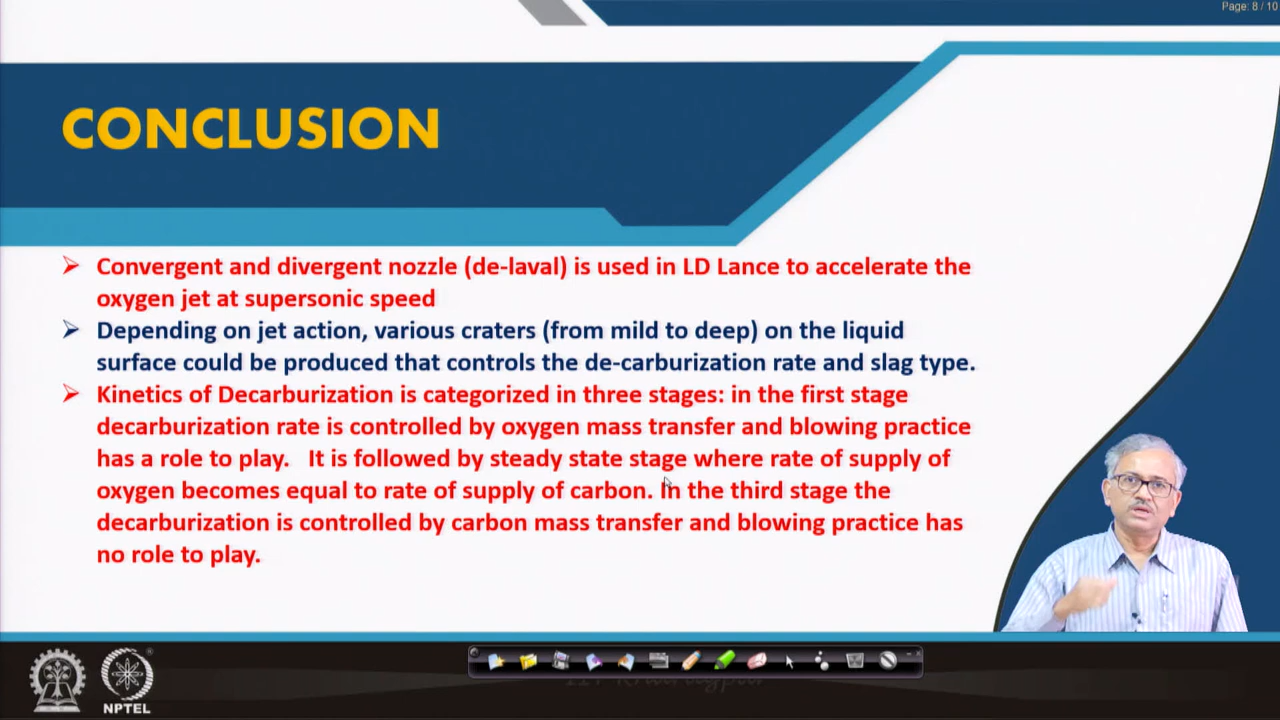 Page: 8 / 10
CONCLUSION
➢ Convergent and divergent nozzle (de-laval) is used in LD Lance to accelerate the
oxygen jet at supersonic speed
➢ Depending on jet action, various craters (from mild to deep) on the liquid
surface could be produced that controls the de-carburization rate and slag type.
➢ Kinetics of Decarburization is categorized in three stages: in the first stage
decarburization rate is controlled by oxygen mass transfer and blowing practice
has a role to play. It is followed by steady state stage where rate of supply of
oxygen becomes equal to rate of supply of carbon. In the third stage the
decarburization is controlled by carbon mass transfer and blowing practice has
no role to play.
NPTEL